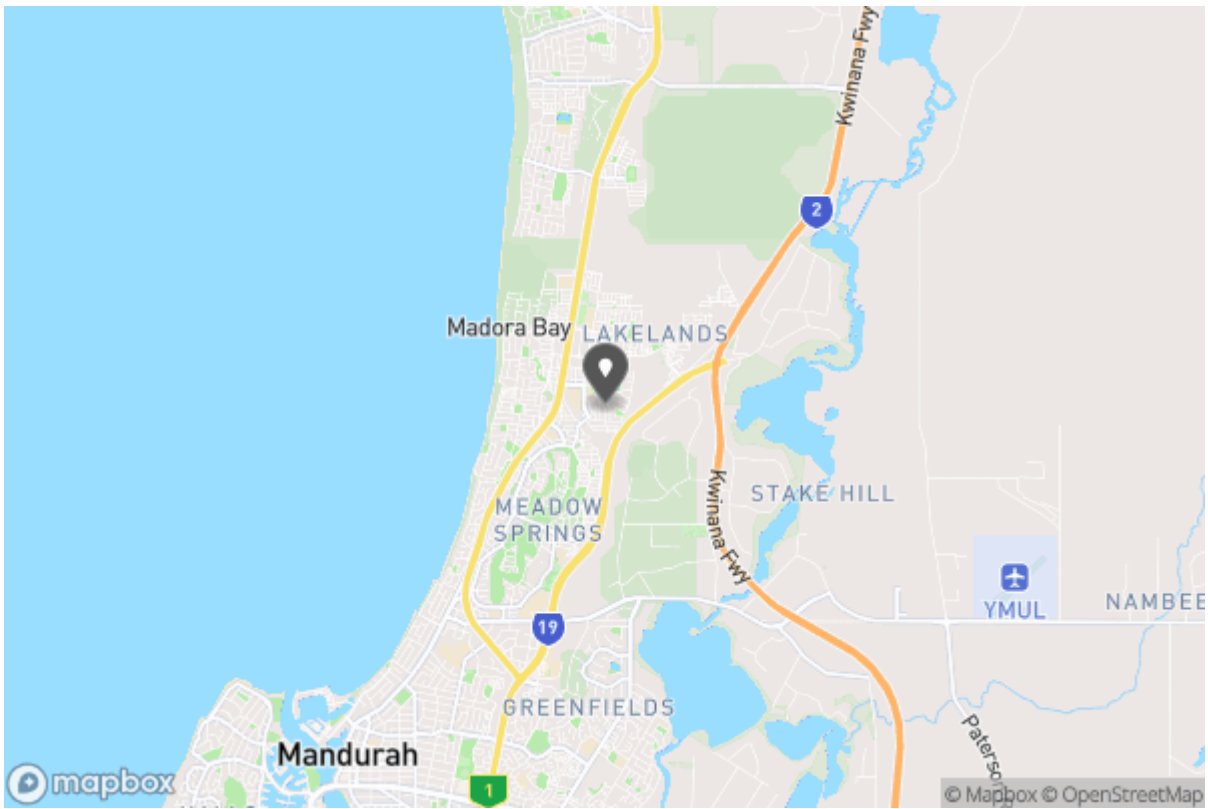 Kwinana Fwy
2
Madora Bay
LAKELANDS
MEADOW
SPRINGS
STAKE HILL
Kwinana Fwy
YMUL
NAMBEE
19
GREENFIELDS
Mandurah
1
mapbox
© Mapbox © OpenStreetMap